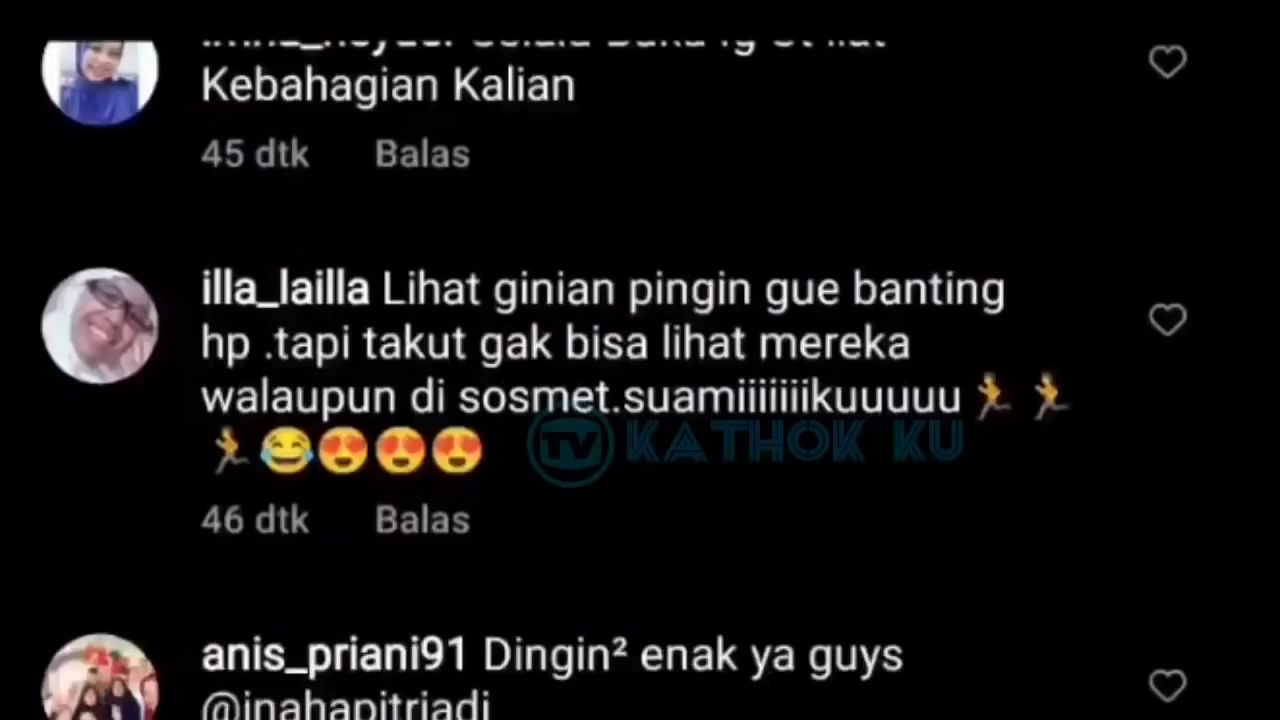 Kebahagian Kalian
45 dtk Balas
illa_lailla Lihat ginian pingin gue banting
hp .tapi takut gak bisa lihat mereka
walaupun di sosmet.suamiiiiiiikuuuuu🏃🏃
🏃😂😍😍😍
TV KATHOK KU
46 dtk Balas
anis_priani91 Dingin² enak ya guys
@inahapitriadi